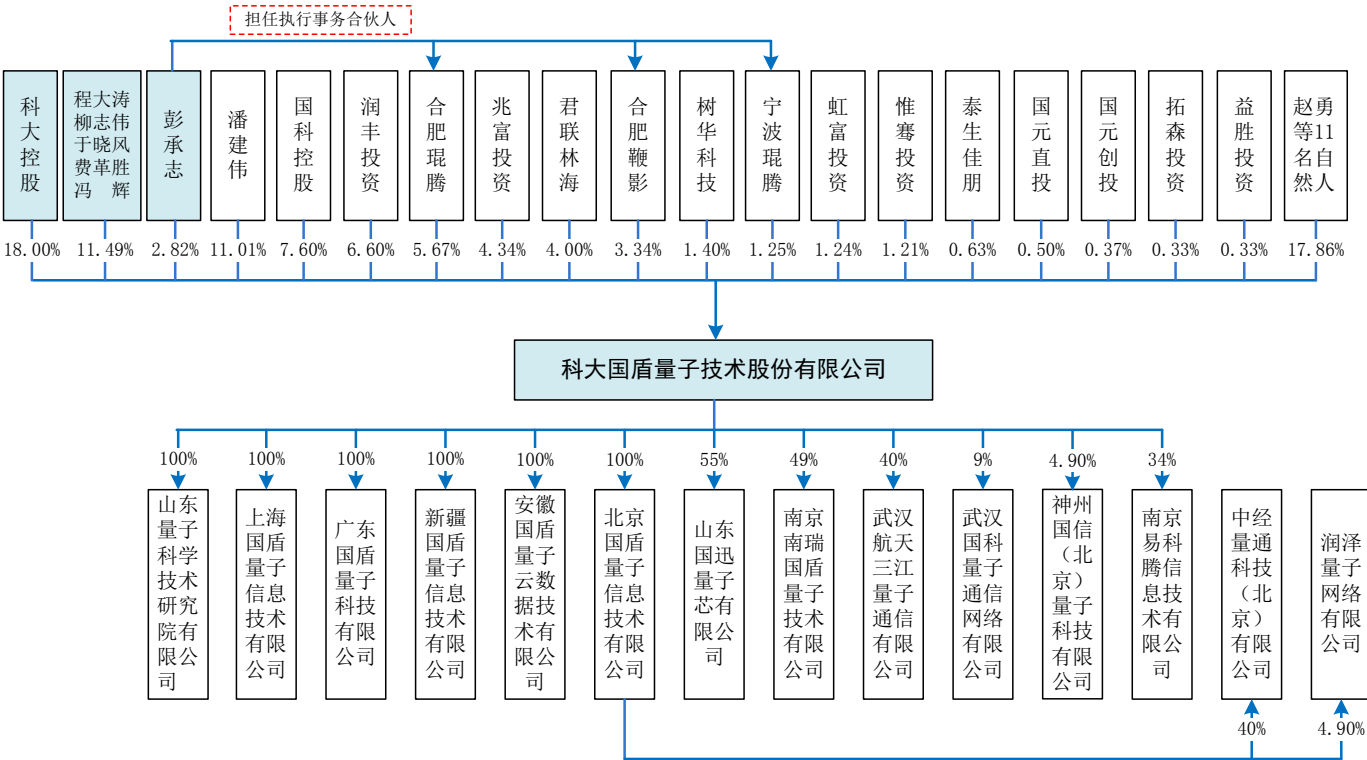 担任执行事务合伙人
科大控股
程大涛
柳志伟
于晓风
费革胜
冯辉
彭承志
潘建伟
国科控股
润丰投资
合肥琨腾
兆富投资
君联林海
合肥鞭影
树华科技
宁波琨腾
虹富投资
惟骞投资
泰生佳朋
国元直投
国元创投
拓森投资
益胜投资
赵勇
等11
名自
然人
18.00% 11.49% 2.82% 11.01% 7.60% 6.60% 5.67% 4.34% 4.00% 3.34% 1.40% 1.25% 1.24% 1.21% 0.63% 0.50% 0.37% 0.33% 0.33% 17.86%
科大国盾量子技术股份有限公司
100% 100% 100% 100% 100% 100% 55% 49% 40% 9% 4.90% 34%
山东
量子
科学
技术
研究
院有
限公
司
上海
国盾
量子
信息
技术
有限
公司
广东
国盾
量子
科技
有限
公司
新疆
国盾
量子
信息
技术
有限
公司
安徽
国盾
量子
云数
据技
术有
限公
司
北京
国盾
量子
信息
技术
有限
公司
山东
国迅
量子
芯有
限公
司
南京
南瑞
国盾
量子
技术
有限
公司
武汉
航天
三江
量子
通信
有限
公司
武汉
国科
量子
通信
网络
有限
公司
神州
国信
（北
京）
量子
科技
有限
公司
南京
易科
腾信
息技
术有
限公
司
中经
量通
科技
（北
京）
有限
公司
润泽
量子
网络
有限
公司
40% 4.90%